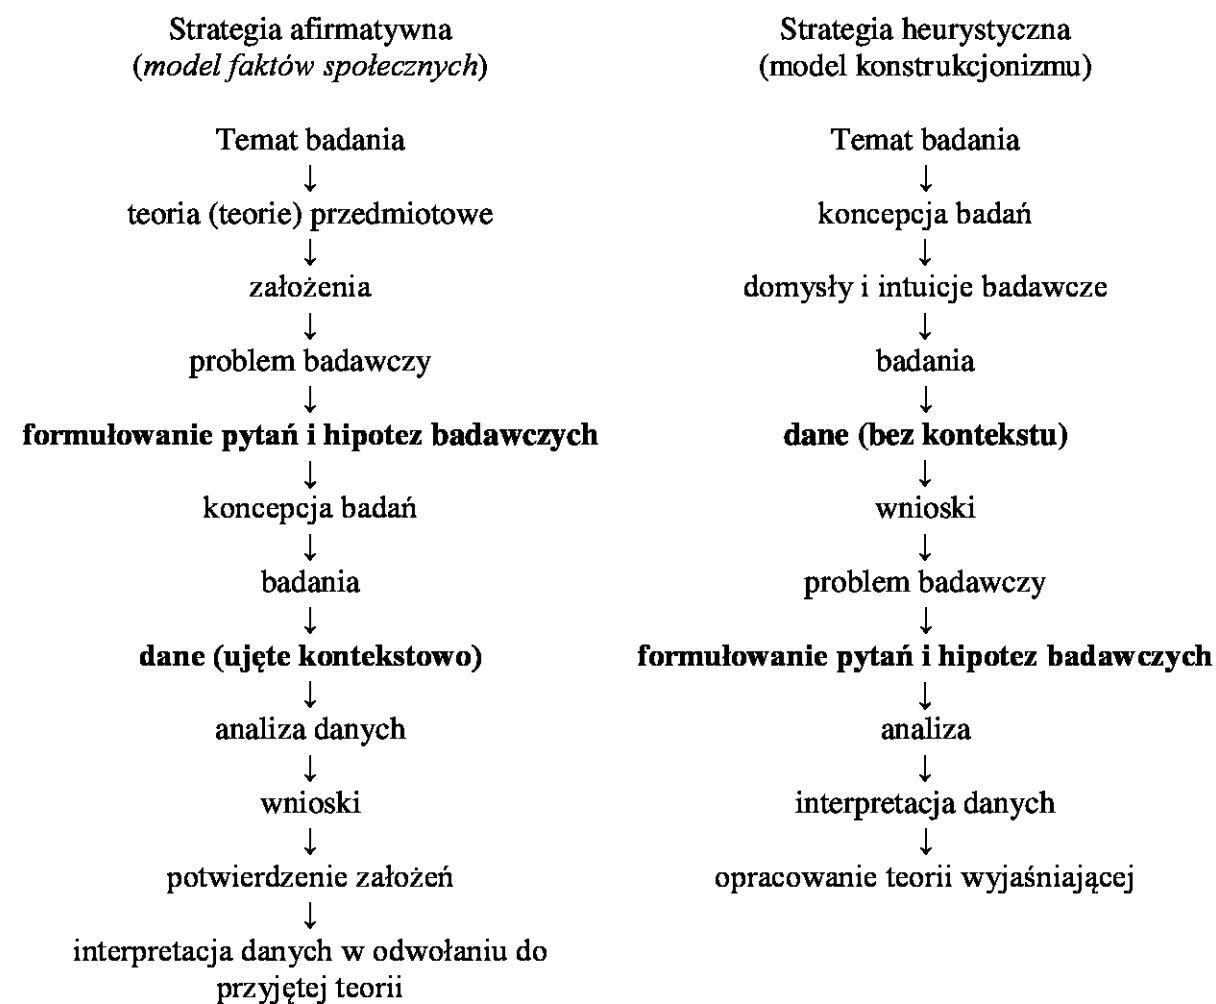 Strategia afirmatywna
(model faktów społecznych)
Temat badania
↓
teoria (teorie) przedmiotowe
↓
założenia
↓
problem badawczy
↓
formułowanie pytań i hipotez badawczych
↓
koncepcja badań
↓
badania
↓
dane (ujęte kontekstowo)
↓
analiza danych
↓
wnioski
↓
potwierdzenie założeń
↓
interpretacja danych w odwołaniu do
przyjętej teorii
Strategia heurystyczna
(model konstrukcjonizmu)
Temat badania
↓
koncepcja badań
↓
domysły i intuicje badawcze
↓
badania
↓
dane (bez kontekstu)
↓
wnioski
↓
problem badawczy
↓
formułowanie pytań i hipotez badawczych
↓
analiza
↓
interpretacja danych
↓
opracowanie teorii wyjaśniającej